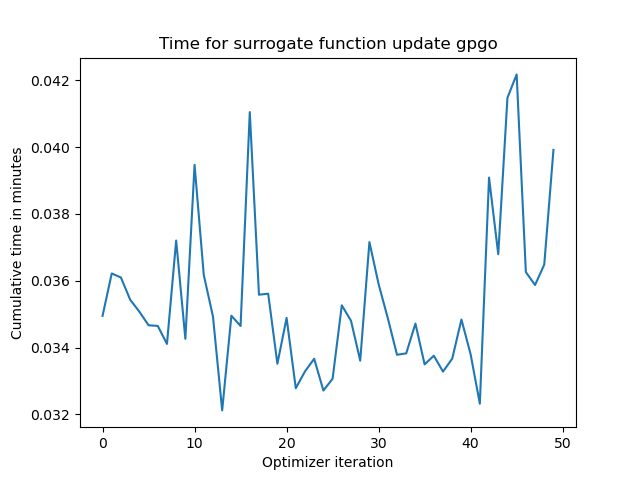 Time for surrogate function update gpgo
0.042
0.040
0.038
0.036
0.034
0.032
Cumulative time in minutes
0 10 20 30 40 50
Optimizer iteration